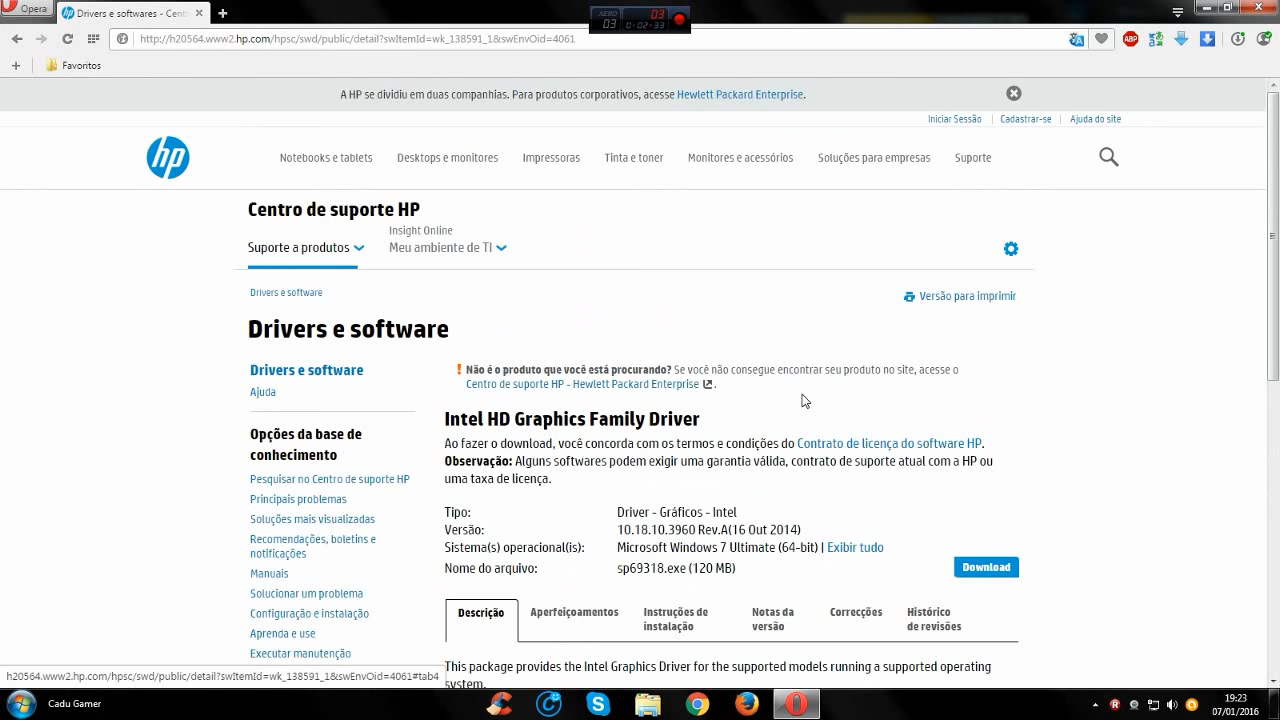 Opera
Drivers e softwares - Cent
AERO
03
03
0:02:33
http://h20564.www2.hp.com/hpsc/swd/public/detail?swItemId=wk_138591_1&swEnvOid=4061
ABP
Favoritos
A HP se dividiu em duas companhias. Para produtos corporativos, acesse Hewlett Packard Enterprise.
Iniciar Sessão | Cadastrar-se | Ajuda do site
hp
Notebooks e tablets
Desktops e monitores
Impressoras
Tinta e toner
Monitores e acessórios
Soluções para empresas
Suporte
Centro de suporte HP
Insight Online
Suporte a produtos
Meu ambiente de TI
Drivers e software
Versão para imprimir
Drivers e software
Drivers e software
Ajuda
Opções da base de
conhecimento
Pesquisar no Centro de suporte HP
Principais problemas
Soluções mais visualizadas
Recomendações, boletins e
notificações
Manuais
Solucionar um problema
Configuração e instalação
Aprenda e use
Executar manutenção
! Não é o produto que você está procurando? Se você não consegue encontrar seu produto no site, acesse o
Centro de suporte HP - Hewlett Packard Enterprise .
Intel HD Graphics Family Driver
Ao fazer o download, você concorda com os termos e condições do Contrato de licença do software HP.
Observação: Alguns softwares podem exigir uma garantia válida, contrato de suporte atual com a HP ou
uma taxa de licença.
Tipo: Driver - Gráficos - Intel
Versão: 10.18.10.3960 Rev.A(16 Out 2014)
Sistema(s) operacional(is): Microsoft Windows 7 Ultimate (64-bit) | Exibir tudo
Nome do arquivo: sp69318.exe (120 MB)
Download
Descrição
Aperfeiçoamentos
Instruções de
instalação
Notas da
versão
Correcções
Histórico
de revisões
This package provides the Intel Graphics Driver for the supported models running a supported operating
system.
h20564.www2.hp.com/hpsc/swd/public/detail?swItemId=wk_138591_1&swEnvOid=4061#tab4
Cadu Gamer
19:23
07/01/2016